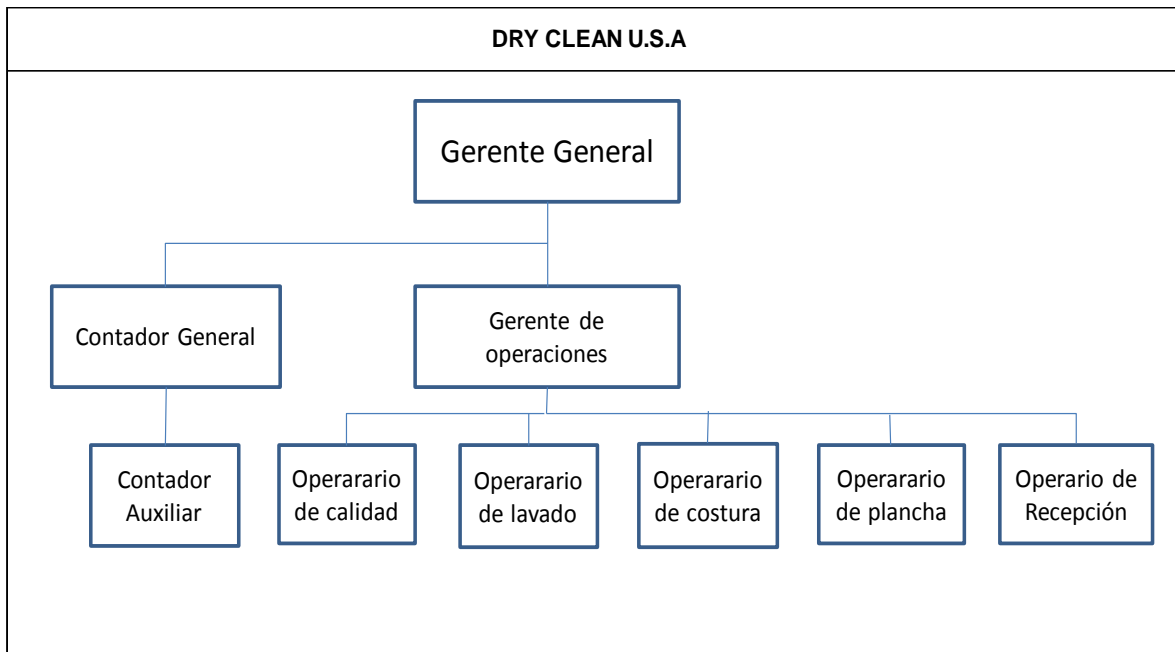 DRY CLEAN U.S.A
Gerente General
Contador General
Gerente de
operaciones
Contador
Auxiliar
Operarario
de calidad
Operarario
de lavado
Operarario
de costura
Operarario
de plancha
Operario de
Recepción